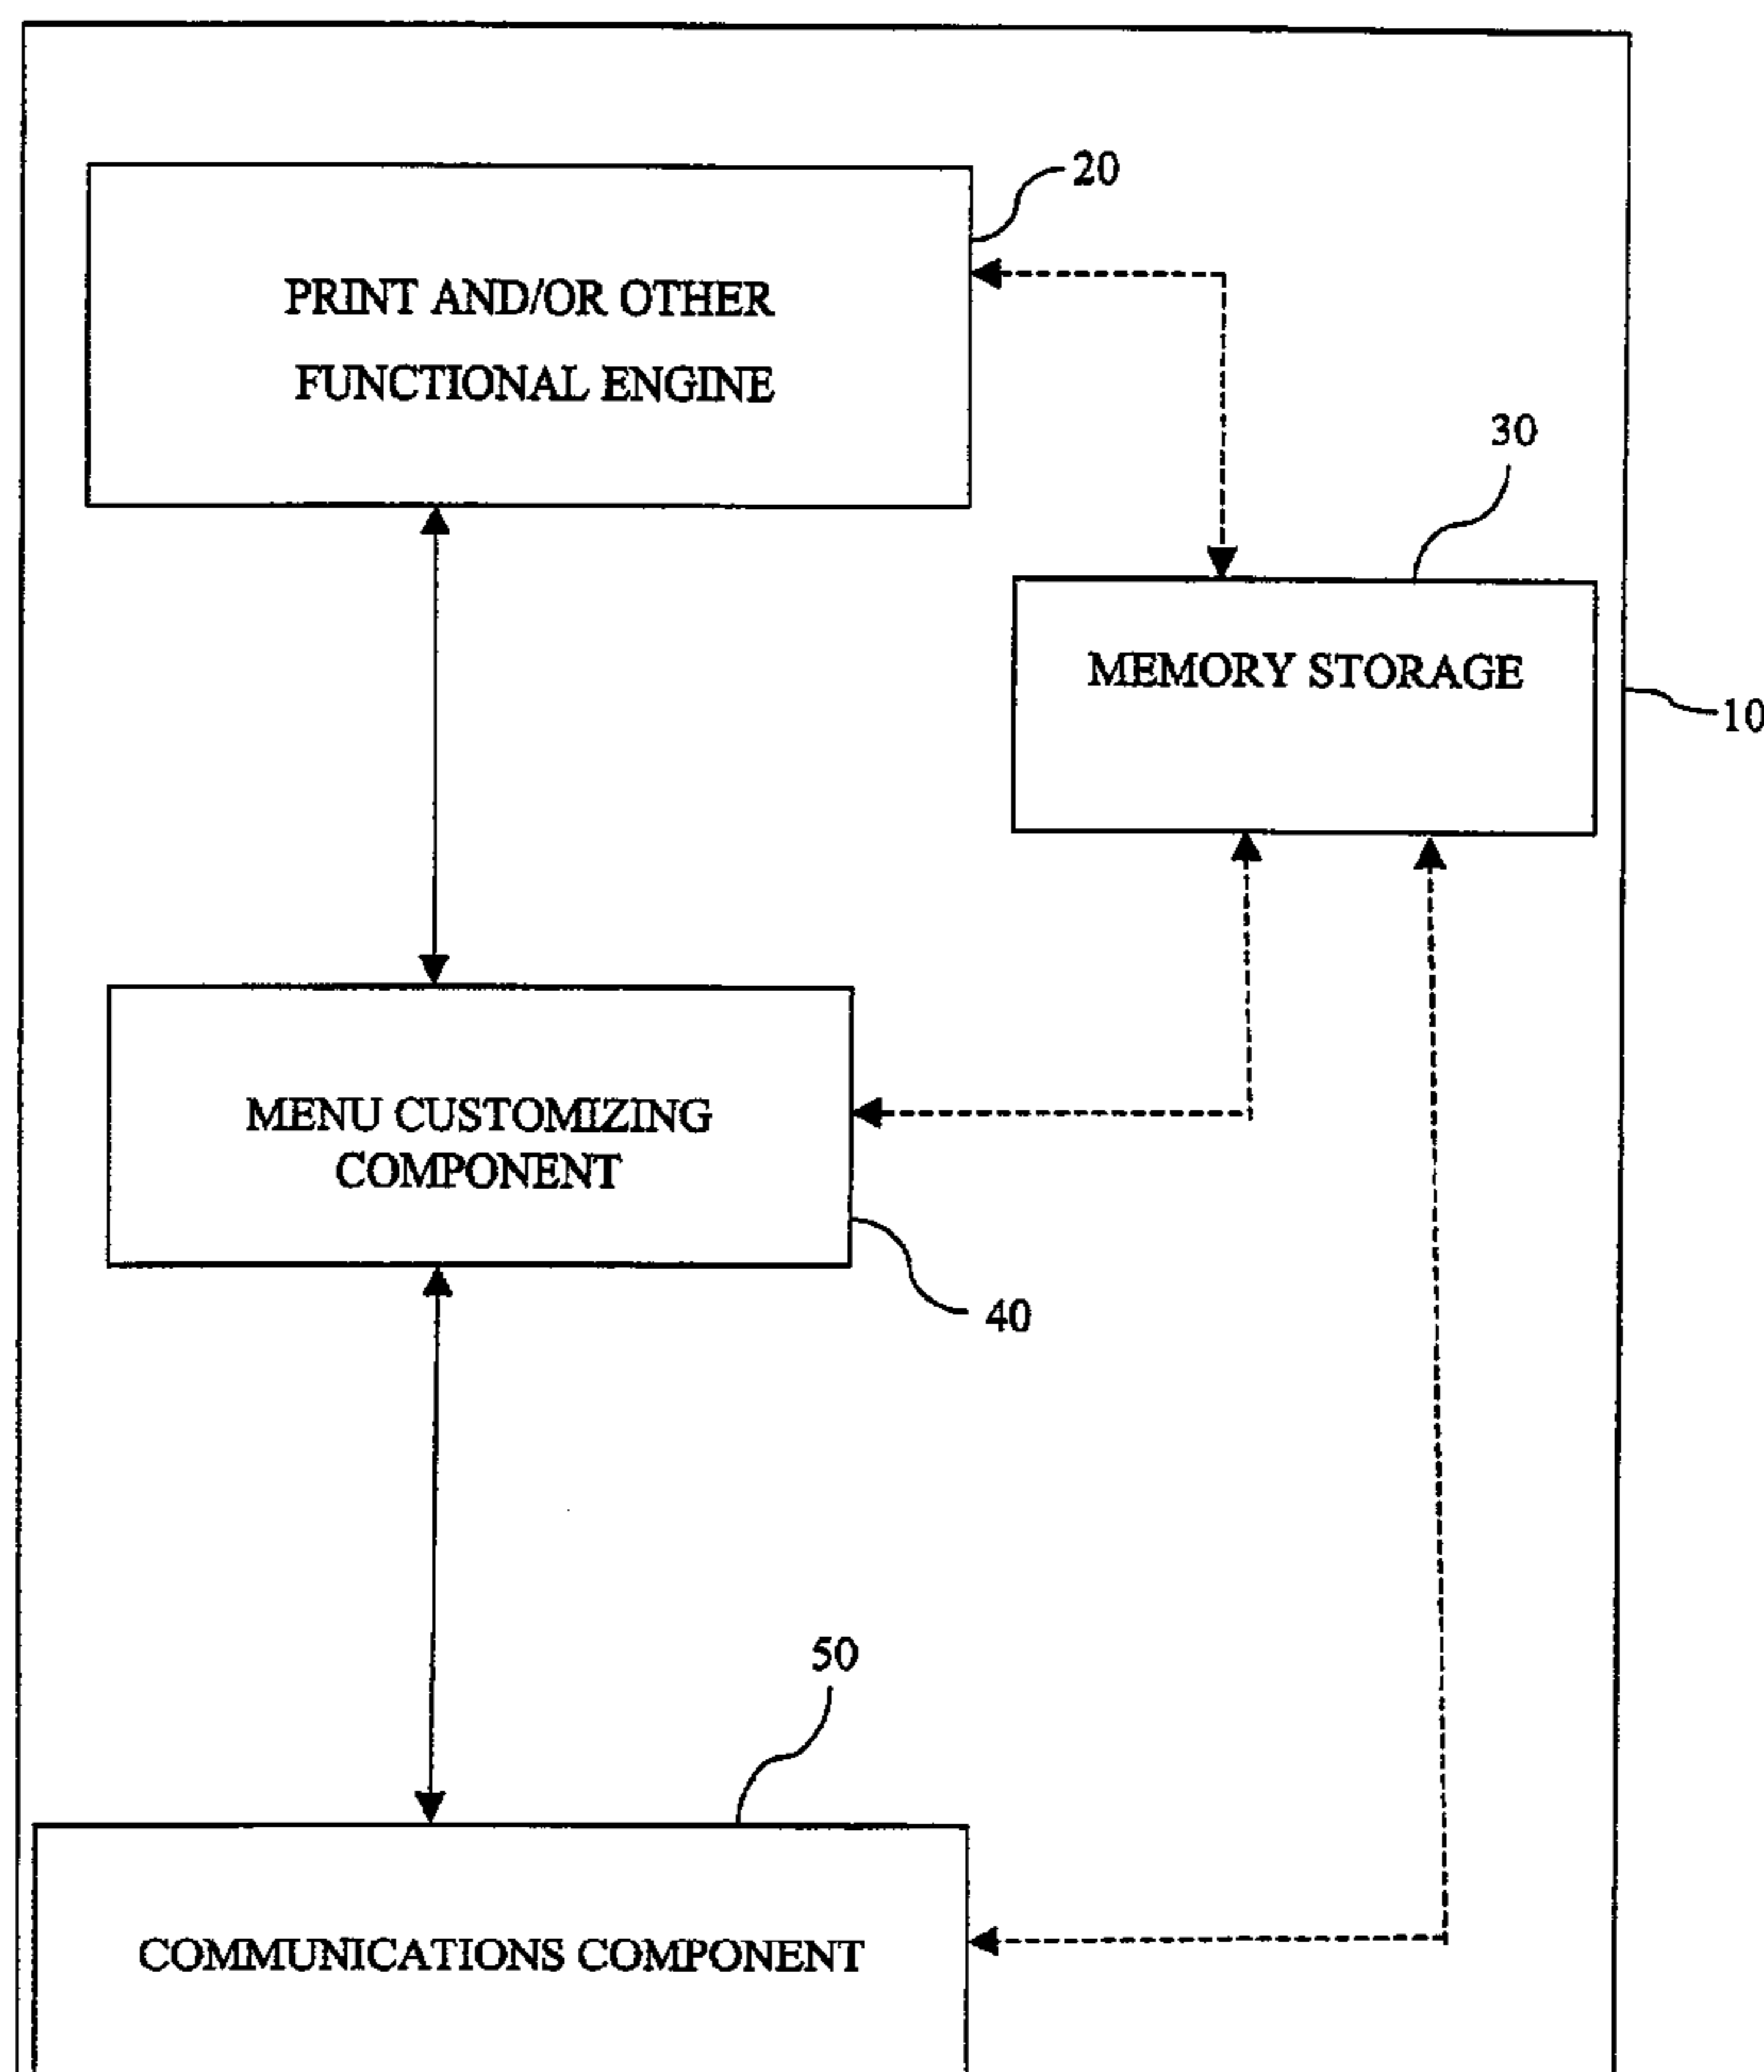 20
PRINT AND/OR OTHER
FUNCTIONAL ENGINE
30
MEMORY STORAGE
10
MENU CUSTOMIZING
COMPONENT
40
50
COMMUNICATIONS COMPONENT